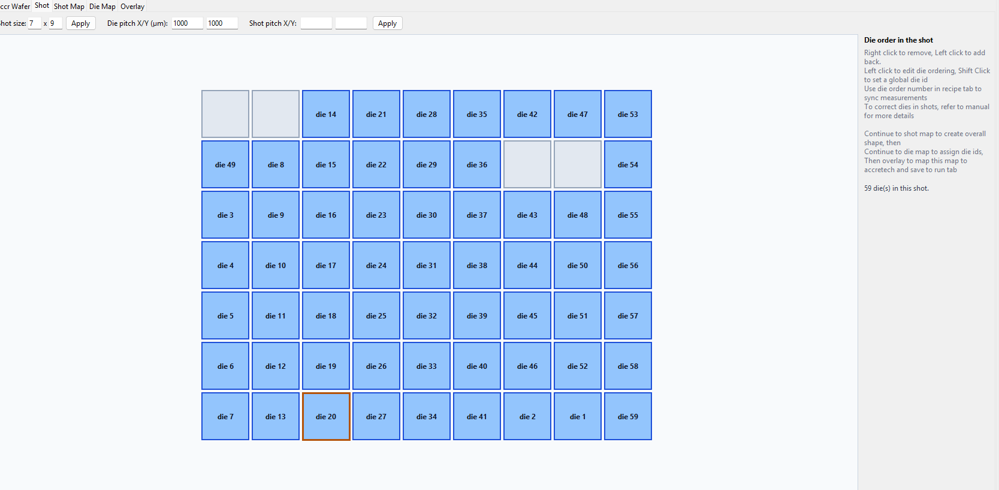 ccr Wafer Shot Shot Map Die Map Overlay
hot size: 7 x 9 Apply Die pitch X/Y (µm): 1000 1000 Shot pitch X/Y: Apply
Die order in the shot
Right click to remove, Left click to add
back.
Left click to edit die ordering, Shift Click
to set a global die id
Use die order number in recipe tab to
sync measurements
To correct dies in shots, refer to manual
for more details
Continue to shot map to create overall
shape, then
Continue to die map to assign die ids,
Then overlay to map this map to
accretech and save to run tab
59 die(s) in this shot.
die 14 die 21 die 28 die 35 die 42 die 47 die 53
die 49 die 8 die 15 die 22 die 29 die 36 die 54
die 3 die 9 die 16 die 23 die 30 die 37 die 43 die 48 die 55
die 4 die 10 die 17 die 24 die 31 die 38 die 44 die 50 die 56
die 5 die 11 die 18 die 25 die 32 die 39 die 45 die 51 die 57
die 6 die 12 die 19 die 26 die 33 die 40 die 46 die 52 die 58
die 7 die 13 die 20 die 27 die 34 die 41 die 2 die 1 die 59